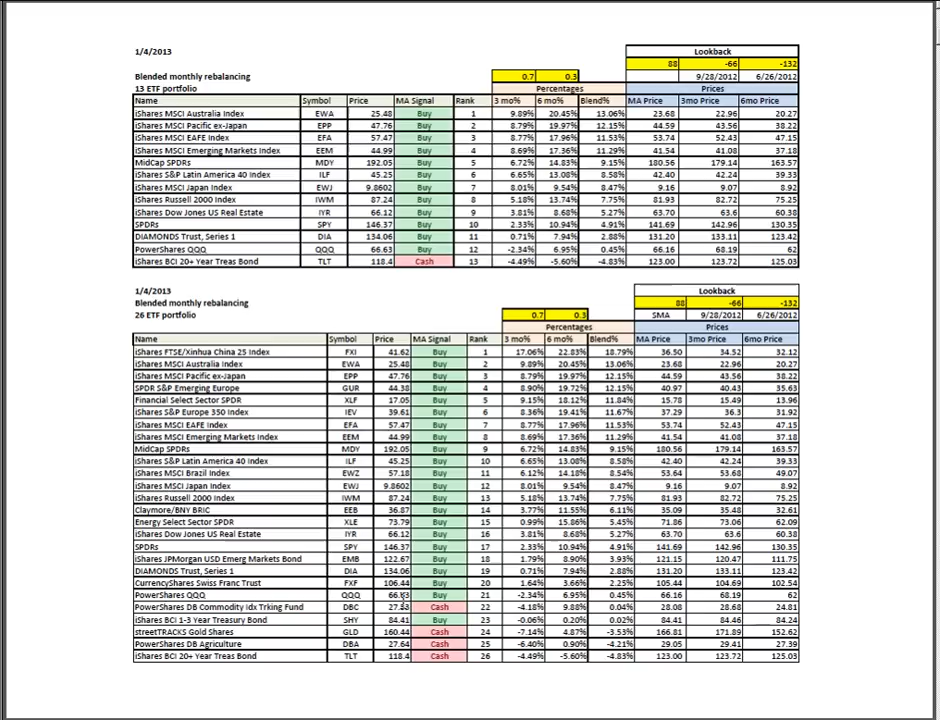 1/4/2013 Lookback
88 -66 -132
Blended monthly rebalancing 0.7 0.3 9/28/2012 6/26/2012
13 ETF portfolio Percentages Prices
Name Symbol Price MA Signal Rank 3 mo% 6 mo% Blend% MA Price 3mo Price 6mo Price
iShares MSCI Australia Index EWA 25.48 Buy 1 9.89% 20.45% 13.06% 23.68 22.96 20.27
iShares MSCI Pacific ex-Japan EPP 47.76 Buy 2 8.79% 19.97% 12.15% 44.59 43.56 38.22
iShares MSCI EAFE Index EFA 57.47 Buy 3 8.77% 17.96% 11.53% 53.74 52.43 47.15
iShares MSCI Emerging Markets Index EEM 44.99 Buy 4 8.69% 17.36% 11.29% 41.54 41.08 37.18
MidCap SPDRs MDY 192.05 Buy 5 6.72% 14.83% 9.15% 180.56 179.14 163.57
iShares S&P Latin America 40 Index ILF 45.25 Buy 6 6.65% 13.08% 8.58% 42.40 42.24 39.33
iShares MSCI Japan Index EWJ 9.8602 Buy 7 8.01% 9.54% 8.47% 9.16 9.07 8.92
iShares Russell 2000 Index IWM 87.24 Buy 8 5.18% 13.74% 7.75% 81.93 82.72 75.25
iShares Dow Jones US Real Estate IYR 66.12 Buy 9 3.81% 8.68% 5.27% 63.70 63.6 60.38
SPDRs SPY 146.37 Buy 10 2.33% 10.94% 4.91% 141.69 142.96 130.35
DIAMONDS Trust, Series 1 DIA 134.06 Buy 11 0.71% 7.94% 2.88% 131.20 133.11 123.42
PowerShares QQQ QQQ 66.63 Buy 12 -2.34% 6.95% 0.45% 66.16 68.19 62
iShares BCI 20+ Year Treas Bond TLT 118.4 Cash 13 -4.49% -5.60% -4.83% 123.00 123.72 125.03
1/4/2013 Lookback
Blended monthly rebalancing 88 -66 -132
26 ETF portfolio 0.7 0.3 SMA 9/28/2012 6/26/2012
Percentages Prices
Name Symbol Price MA Signal Rank 3 mo% 6 mo% Blend% MA Price 3mo Price 6mo Price
iShares FTSE/Xinhua China 25 Index FXI 41.62 Buy 1 17.06% 22.83% 18.79% 36.50 34.52 32.12
iShares MSCI Australia Index EWA 25.48 Buy 2 9.89% 20.45% 13.06% 23.68 22.96 20.27
iShares MSCI Pacific ex-Japan EPP 47.76 Buy 3 8.79% 19.97% 12.15% 44.59 43.56 38.22
SPDR S&P Emerging Europe GUR 44.38 Buy 4 8.90% 19.72% 12.15% 40.97 40.43 35.63
Financial Select Sector SPDR XLF 17.05 Buy 5 9.15% 18.12% 11.84% 15.78 15.49 13.96
iShares S&P Europe 350 Index IEV 39.61 Buy 6 8.36% 19.41% 11.67% 37.29 36.3 31.92
iShares MSCI EAFE Index EFA 57.47 Buy 7 8.77% 17.96% 11.53% 53.74 52.43 47.15
iShares MSCI Emerging Markets Index EEM 44.99 Buy 8 8.69% 17.36% 11.29% 41.54 41.08 37.18
MidCap SPDRs MDY 192.05 Buy 9 6.72% 14.83% 9.15% 180.56 179.14 163.57
iShares S&P Latin America 40 Index ILF 45.25 Buy 10 6.65% 13.08% 8.58% 42.40 42.24 39.33
iShares MSCI Brazil Index EWZ 57.18 Buy 11 6.12% 14.18% 8.54% 53.64 53.68 49.07
iShares MSCI Japan Index EWJ 9.8602 Buy 12 8.01% 9.54% 8.47% 9.16 9.07 8.92
iShares Russell 2000 Index IWM 87.24 Buy 13 5.18% 13.74% 7.75% 81.93 82.72 75.25
Claymore/BNY BRIC EEB 36.87 Buy 14 3.77% 11.55% 6.11% 35.09 35.48 32.61
Energy Select Sector SPDR XLE 73.79 Buy 15 0.99% 15.86% 5.45% 71.86 73.06 62.09
iShares Dow Jones US Real Estate IYR 66.12 Buy 16 3.81% 8.68% 5.27% 63.70 63.6 60.38
SPDRs SPY 146.37 Buy 17 2.33% 10.94% 4.91% 141.69 142.96 130.35
iShares JPMorgan USD Emerg Markets Bond EMB 122.67 Buy 18 1.79% 8.90% 3.93% 121.15 120.47 111.75
DIAMONDS Trust, Series 1 DIA 134.06 Buy 19 0.71% 7.94% 2.88% 131.20 133.11 123.42
CurrencyShares Swiss Franc Trust FXF 106.44 Buy 20 1.64% 3.66% 2.25% 105.44 104.69 102.54
PowerShares QQQ QQQ Buy 21 -2.34% 6.95% 0.45% 66.16 68.19 62
PowerShares DB Commodity Idx Trking Fund DBC Cash 22 -4.18% 9.88% 0.04% 28.08 28.68 24.81
iShares BCI 1-3 Year Treasury Bond SHY 84.41 Buy 23 -0.06% 0.20% 0.02% 84.41 84.46 84.24
streetTRACKS Gold Shares GLD 160.44 Cash 24 -7.14% 4.87% -3.53% 166.81 171.89 152.62
PowerShares DB Agriculture DBA 27.64 Cash 25 -6.40% 0.90% -4.21% 29.05 29.41 27.39
iShares BCI 20+ Year Treas Bond TLT 118.4 Cash 26 -4.49% -5.60% -4.83% 123.00 123.72 125.03